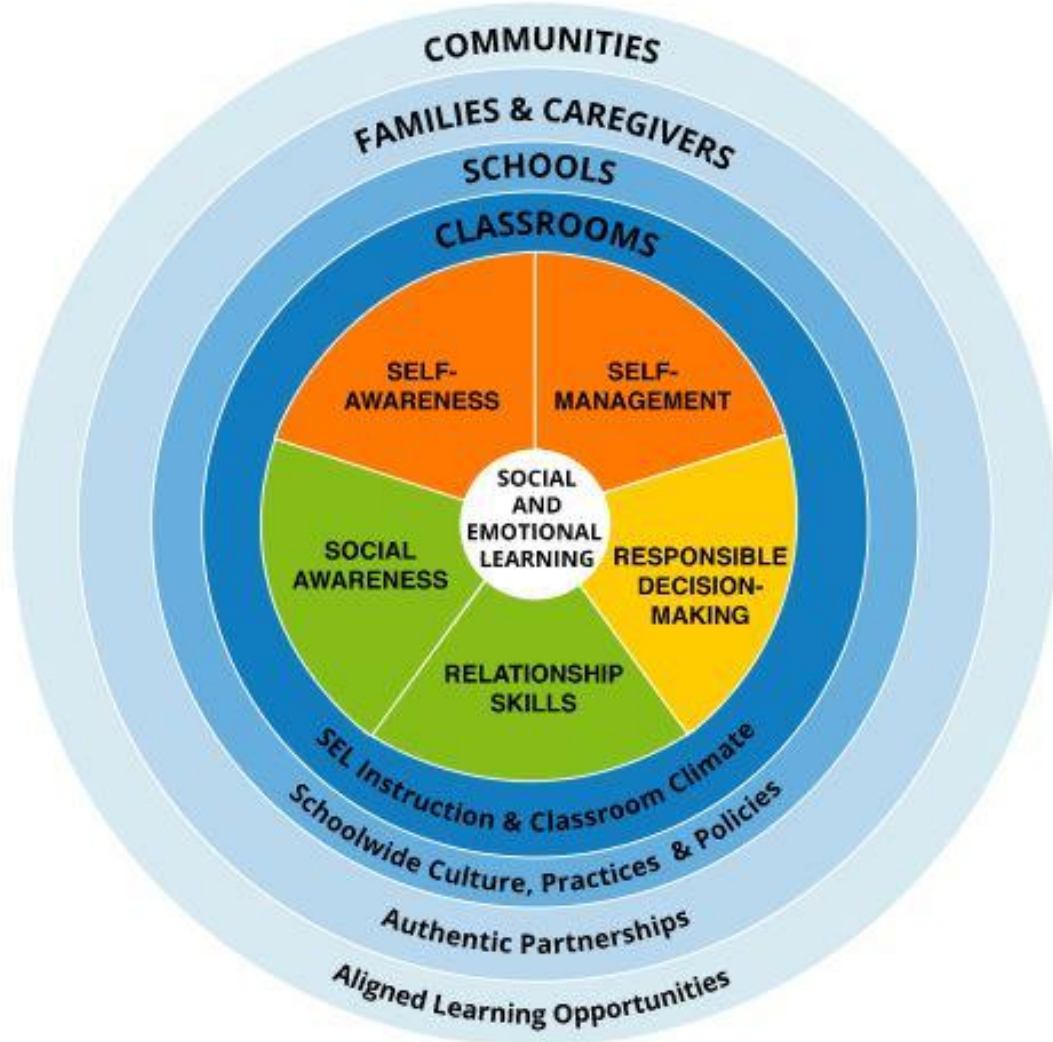 COMMUNITIES
FAMILIES & CAREGIVERS
SCHOOLS
CLASSROOMS
SELF-
AWARENESS
SELF-
MANAGEMENT
SOCIAL
AND
EMOTIONAL
LEARNING
SOCIAL
AWARENESS
RESPONSIBLE
DECISION-
MAKING
RELATIONSHIP
SKILLS
SEL Instruction & Classroom Climate
Schoolwide Culture, Practices & Policies
Authentic Partnerships
Aligned Learning Opportunities